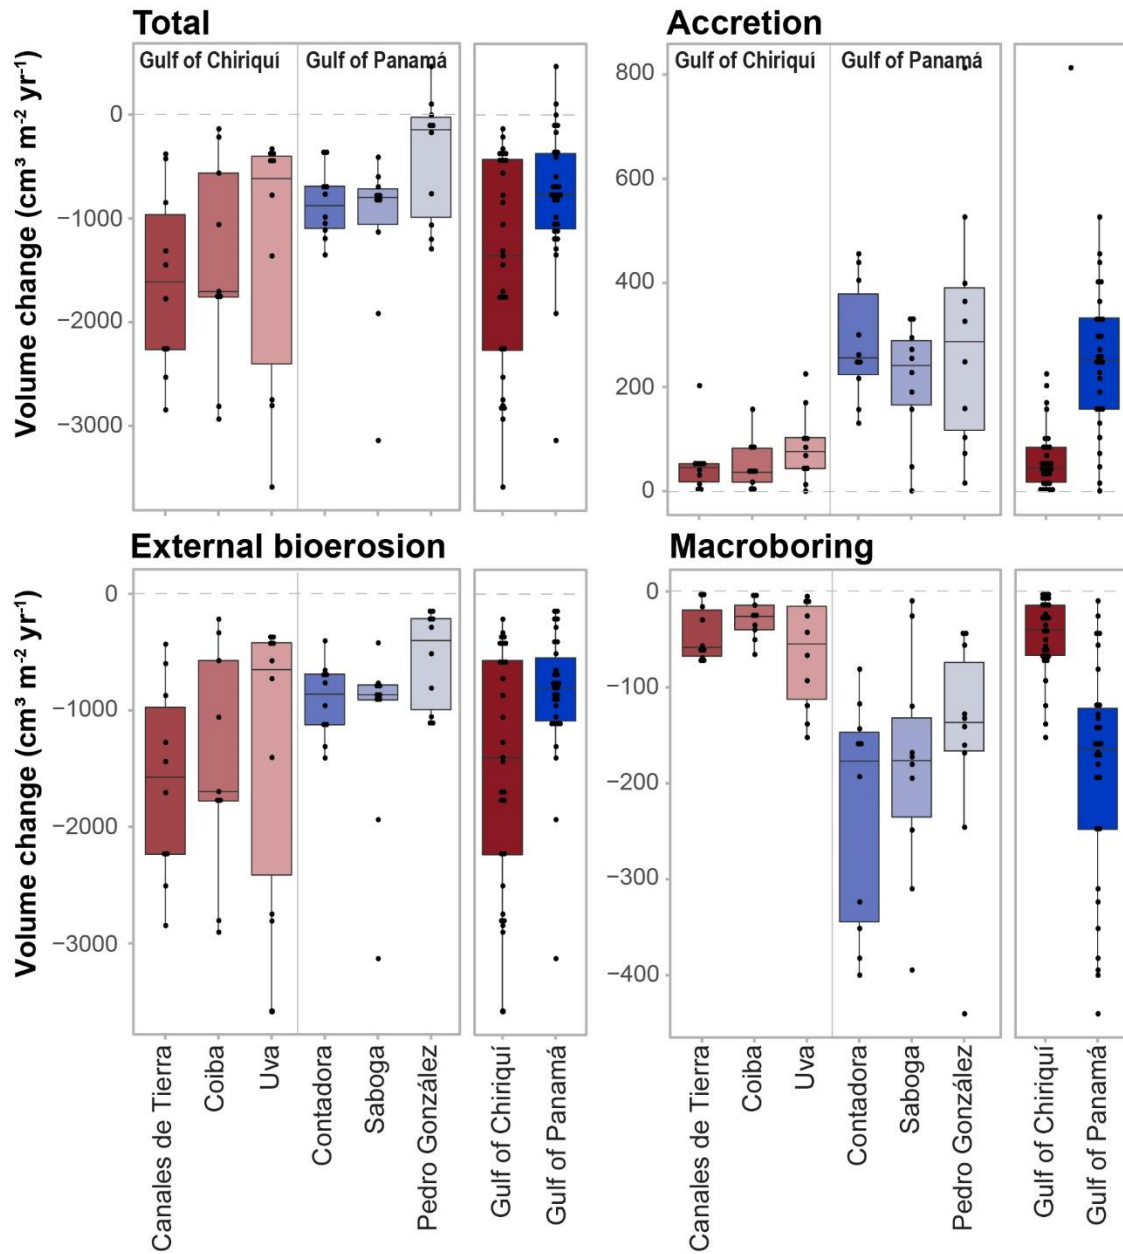 Total
Accretion
Volume change (cm³ m⁻² yr⁻¹)
Gulf of Chiriquí
Gulf of Panamá
0
−1000
−2000
−3000
Gulf of Chiriquí
Gulf of Panamá
800
600
400
200
0
External bioerosion
Macroboring
Volume change (cm³ m⁻² yr⁻¹)
0
−1000
−2000
−3000
0
−100
−200
−300
−400
Canales de Tierra
Coiba
Uva
Contadora
Saboga
Pedro González
Gulf of Chiriquí
Gulf of Panamá
Canales de Tierra
Coiba
Uva
Contadora
Saboga
Pedro González
Gulf of Chiriquí
Gulf of Panamá